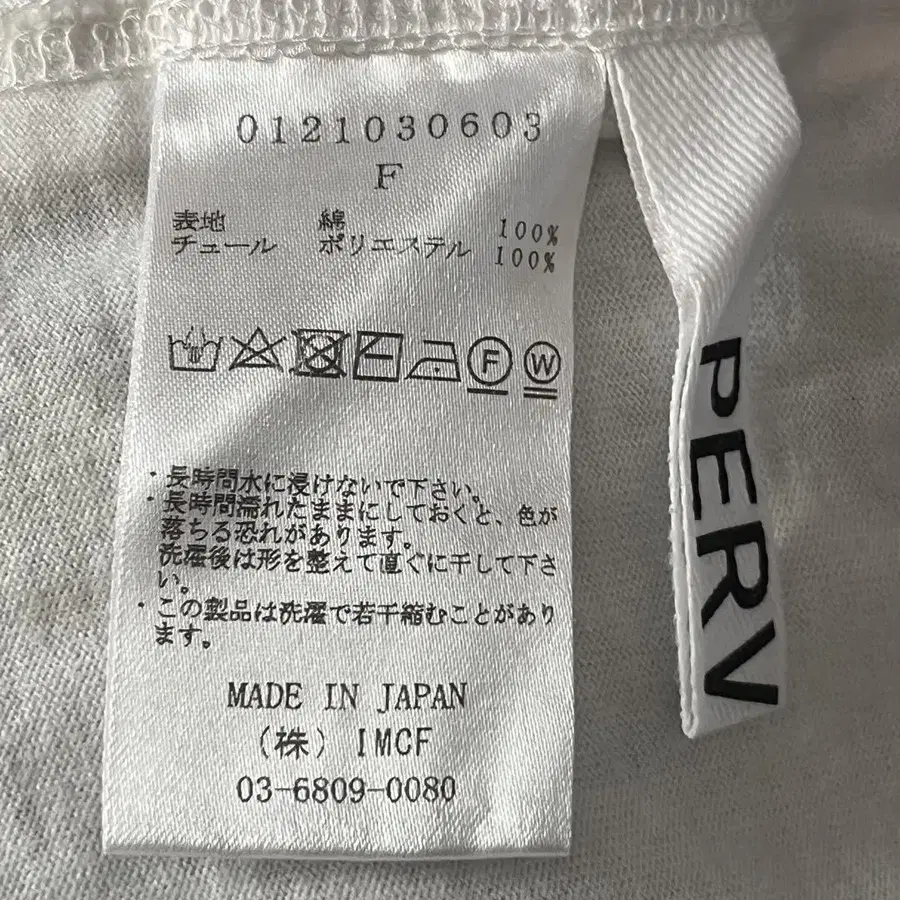 0121030603
F
表地 綿 100%
チュール ポリエステル 100%
F W
・長時間水に浸けないで下さい。
・長時間濡れたままにしておくと、色が
落ちる恐れがあります。
洗濯後は形を整えて直ぐに干して下さ
い。
・この製品は洗濯で若干縮むことがあり
ます。
MADE IN JAPAN
(株) IMCF
03-6809-0080
PERV